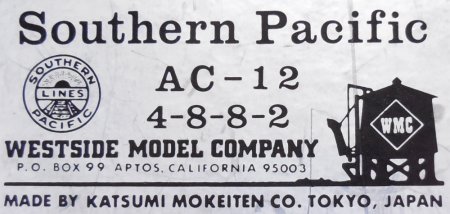 Southern Pacific
SOUTHERN
LINES
PACIFIC
AC-12
4-8-8-2
WMC
WESTSIDE MODEL COMPANY
P.O. BOX 99 APTOS, CALIFORNIA 95003
MADE BY KATSUMI MOKEITEN CO. TOKYO, JAPAN